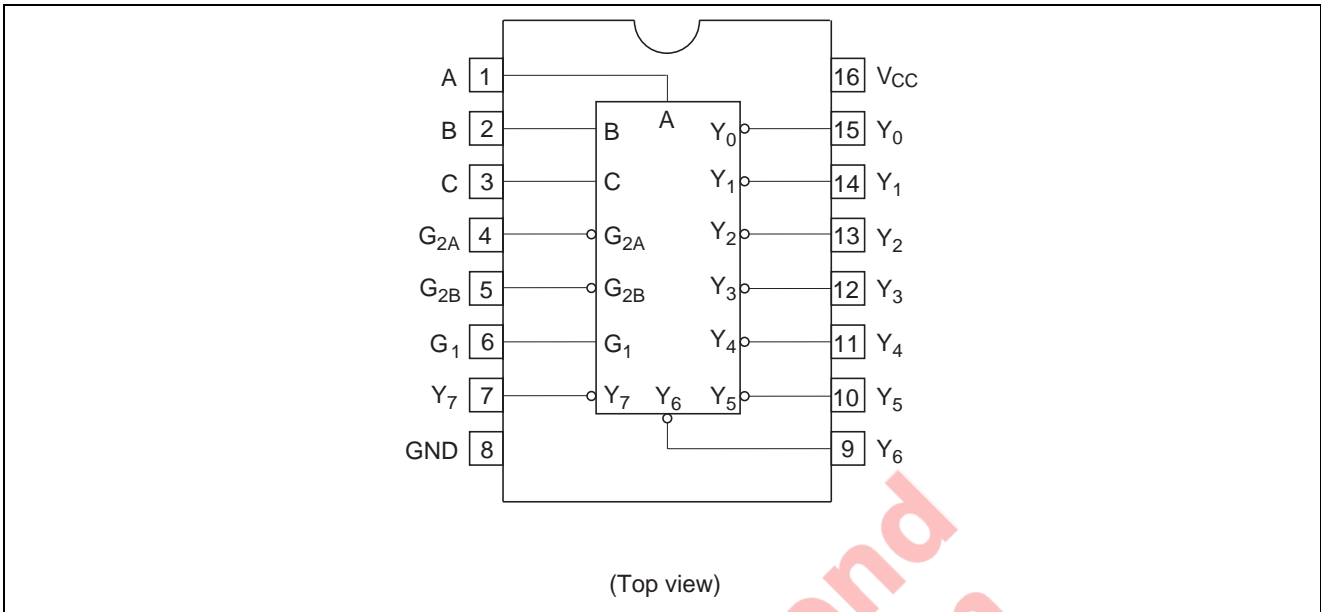 A 1 16 VCC
B 2 B A Y0 15 Y0
C 3 C Y1 14 Y1
G2A 4 G2A Y2 13 Y2
G2B 5 G2B Y3 12 Y3
G1 6 G1 Y4 11 Y4
Y7 7 Y7 Y6 Y5 10 Y5
GND 8 9 Y6
(Top view)